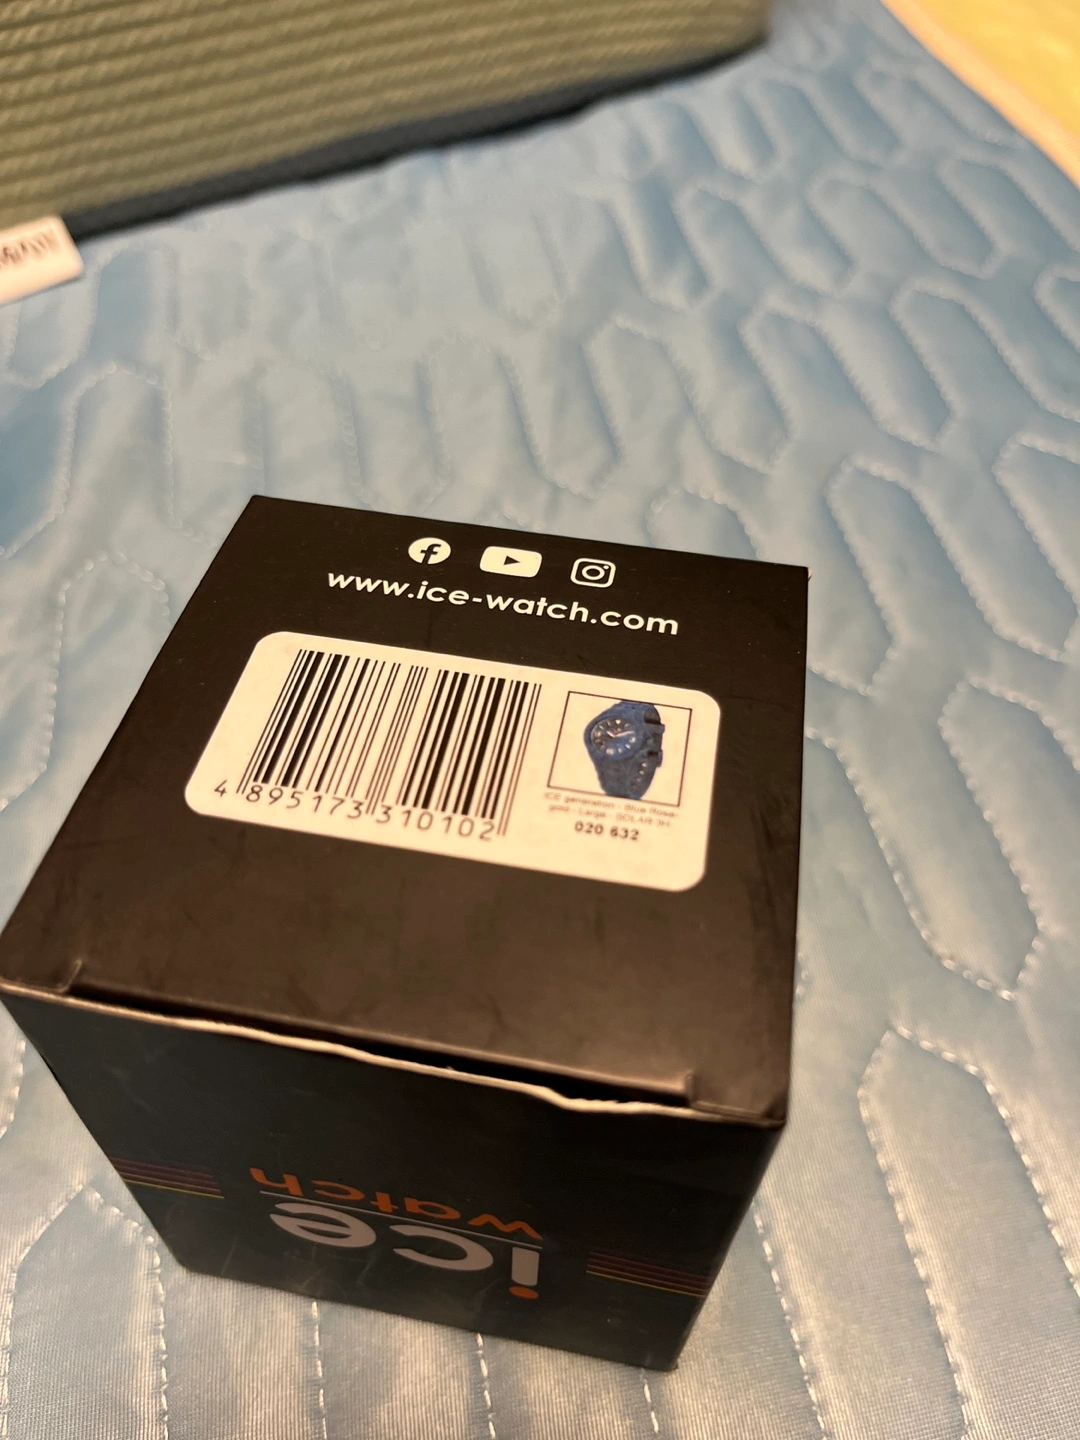 www.ice-watch.com
4 895173 310102
ICE generation - Blue Rose-
gold - Large - SOLAR 3H
020 632
ice
watch